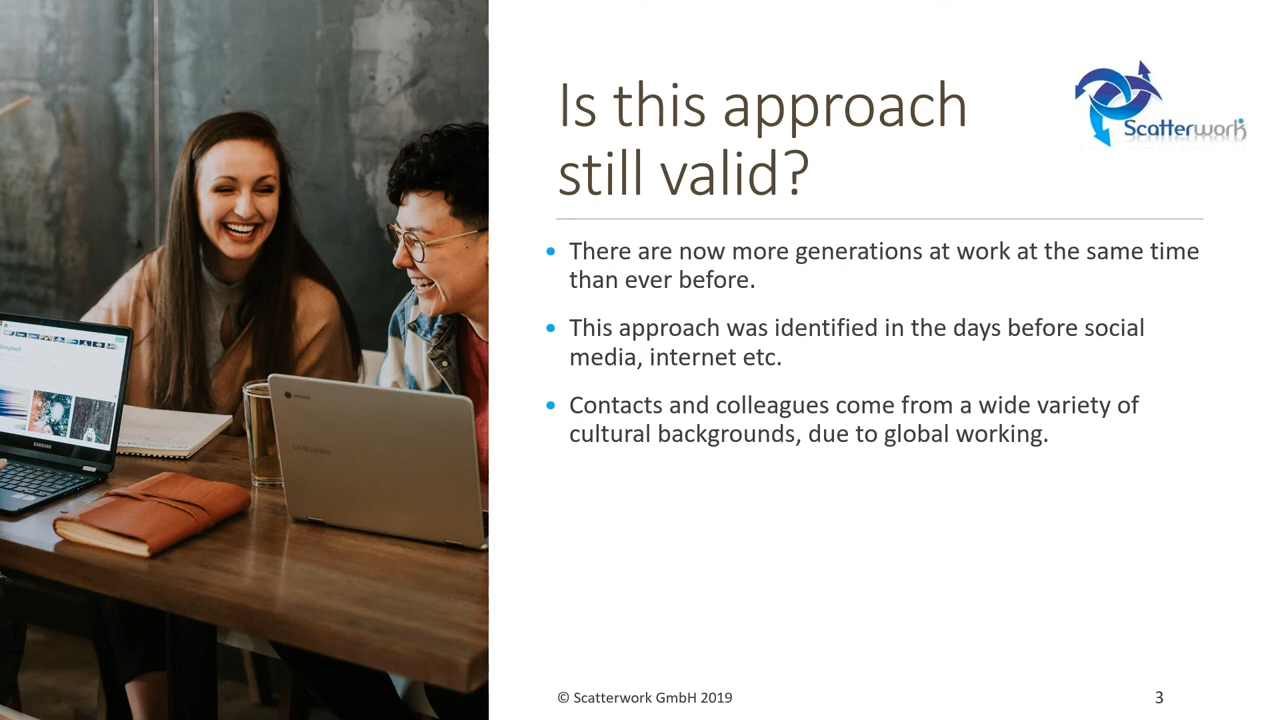 Is this approach
still valid?
Scatterwork
There are now more generations at work at the same time
than ever before.
This approach was identified in the days before social
media, internet etc.
Contacts and colleagues come from a wide variety of
cultural backgrounds, due to global working.
SAMSUNG
SAMSUNG
© Scatterwork GmbH 2019
3